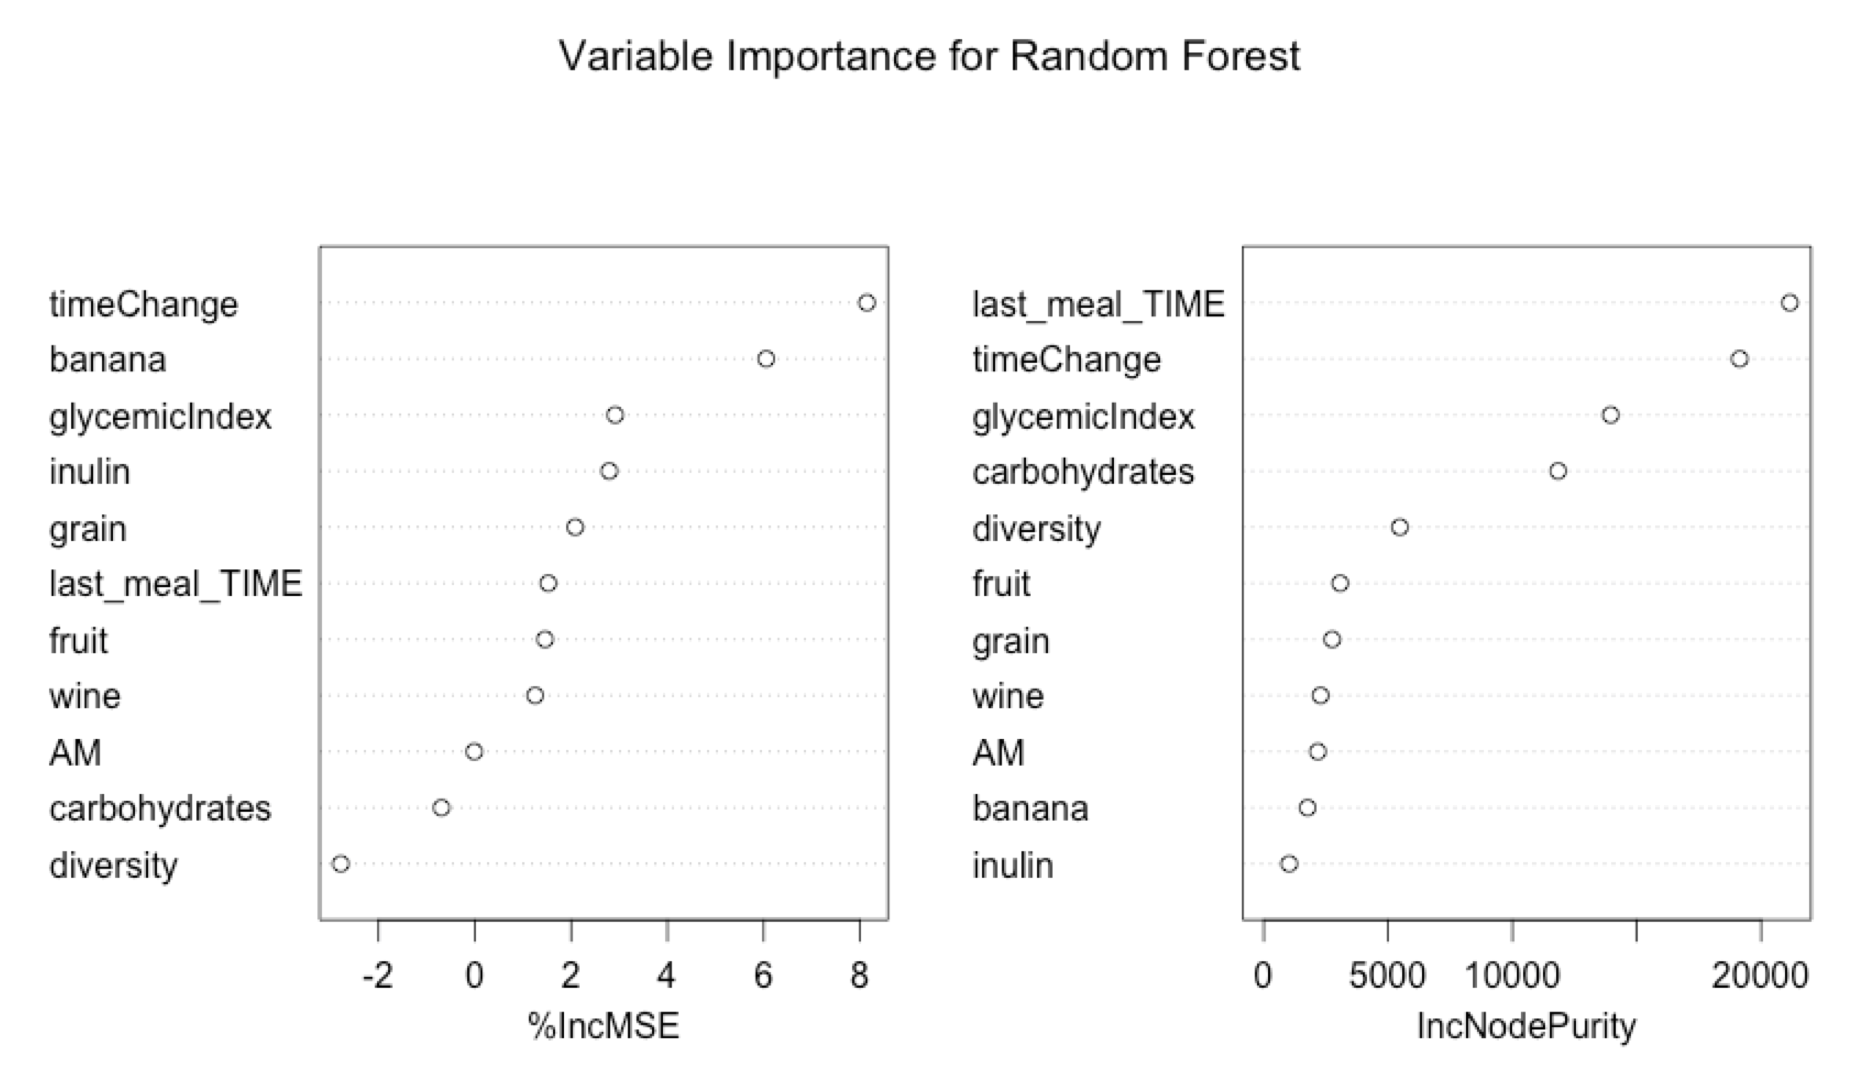 Variable Importance for Random Forest
timeChange
banana
glycemicIndex
inulin
grain
last_meal_TIME
fruit
wine
AM
carbohydrates
diversity
-2 0 2 4 6 8
%IncMSE
last_meal_TIME
timeChange
glycemicIndex
carbohydrates
diversity
fruit
grain
wine
AM
banana
inulin
0 5000 10000 20000
IncNodePurity